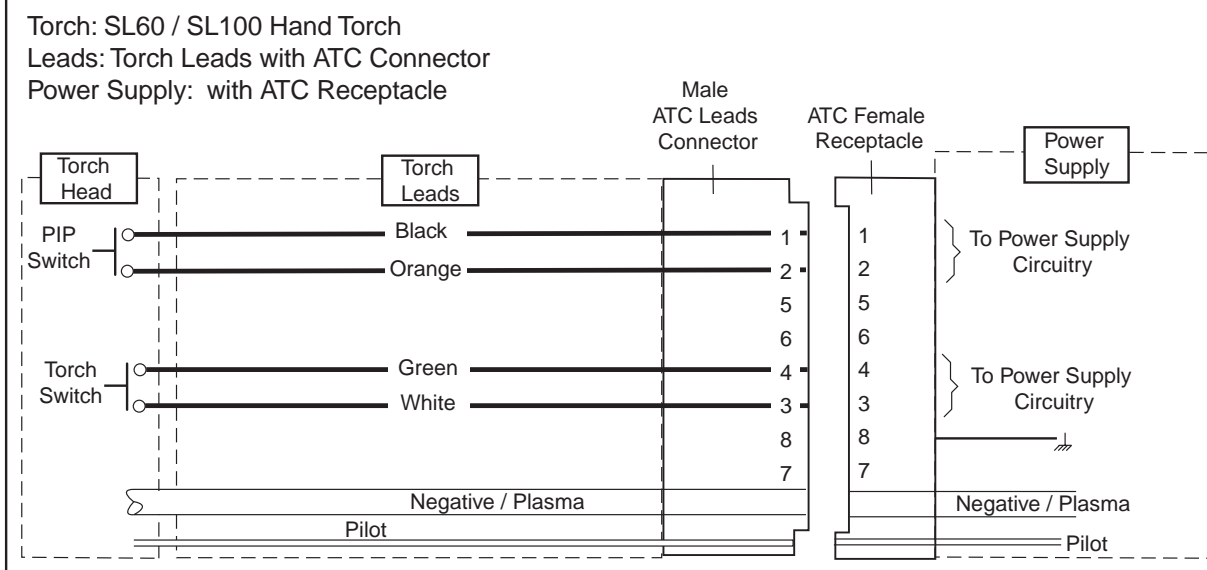 Torch: SL60 / SL100 Hand Torch
Leads: Torch Leads with ATC Connector
Power Supply: with ATC Receptacle
Male
ATC Leads
Connector
ATC Female
Receptacle
Power
Supply
Torch
Head
Torch
Leads
PIP
Switch
Black
Orange
1
2
5
6
4
3
8
7
1
2
5
6
4
3
8
7
To Power Supply
Circuitry
Torch
Switch
Green
White
To Power Supply
Circuitry
Negative / Plasma
Negative / Plasma
Pilot
Pilot